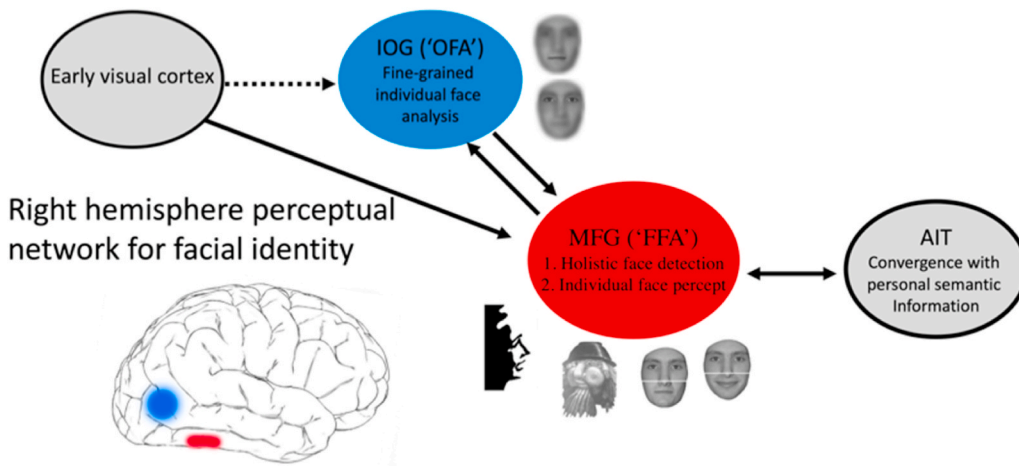 Early visual cortex
IOG (‘OFA’)
Fine-grained
individual face
analysis
Right hemisphere perceptual
network for facial identity
MFG (‘FFA’)
1. Holistic face detection
2. Individual face percept
AIT
Convergence with
personal semantic
Information